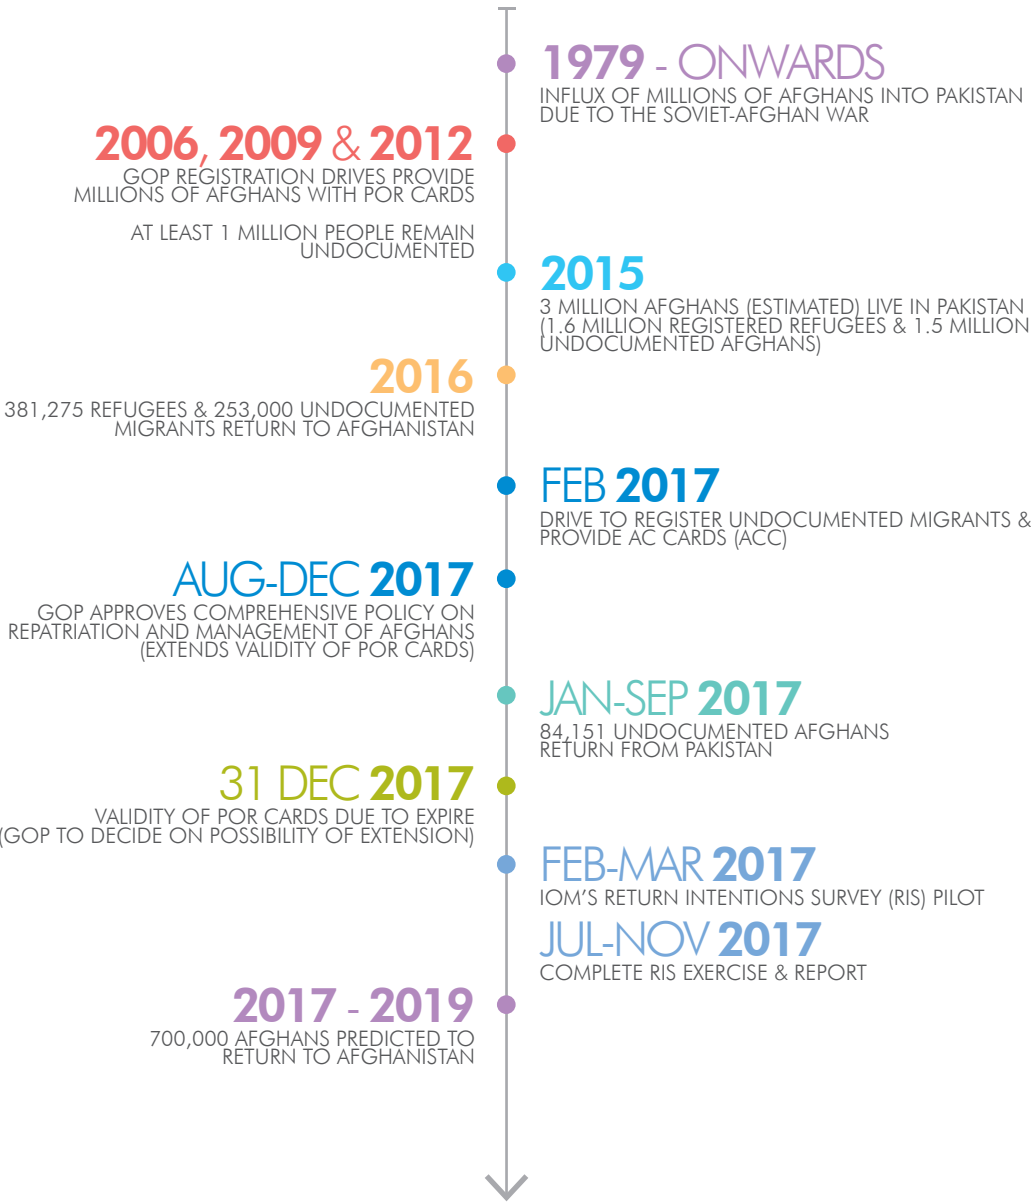 1979 - ONWARDS
INFLUX OF MILLIONS OF AFGHANS INTO PAKISTAN
DUE TO THE SOVIET-AFGHAN WAR
2006, 2009 & 2012
GOP REGISTRATION DRIVES PROVIDE
MILLIONS OF AFGHANS WITH POR CARDS
AT LEAST 1 MILLION PEOPLE REMAIN
UNDOCUMENTED
2015
3 MILLION AFGHANS (ESTIMATED) LIVE IN PAKISTAN
(1.6 MILLION REGISTERED REFUGEES & 1.5 MILLION
UNDOCUMENTED AFGHANS)
2016
381,275 REFUGEES & 253,000 UNDOCUMENTED
MIGRANTS RETURN TO AFGHANISTAN
FEB 2017
DRIVE TO REGISTER UNDOCUMENTED MIGRANTS &
PROVIDE AC CARDS (ACC)
AUG-DEC 2017
GOP APPROVES COMPREHENSIVE POLICY ON
REPATRIATION AND MANAGEMENT OF AFGHANS
(EXTENDS VALIDITY OF POR CARDS)
JAN-SEP 2017
84,151 UNDOCUMENTED AFGHANS
RETURN FROM PAKISTAN
31 DEC 2017
VALIDITY OF POR CARDS DUE TO EXPIRE
(GOP TO DECIDE ON POSSIBILITY OF EXTENSION)
FEB-MAR 2017
IOM'S RETURN INTENTIONS SURVEY (RIS) PILOT
JUL-NOV 2017
COMPLETE RIS EXERCISE & REPORT
2017 - 2019
700,000 AFGHANS PREDICTED TO
RETURN TO AFGHANISTAN